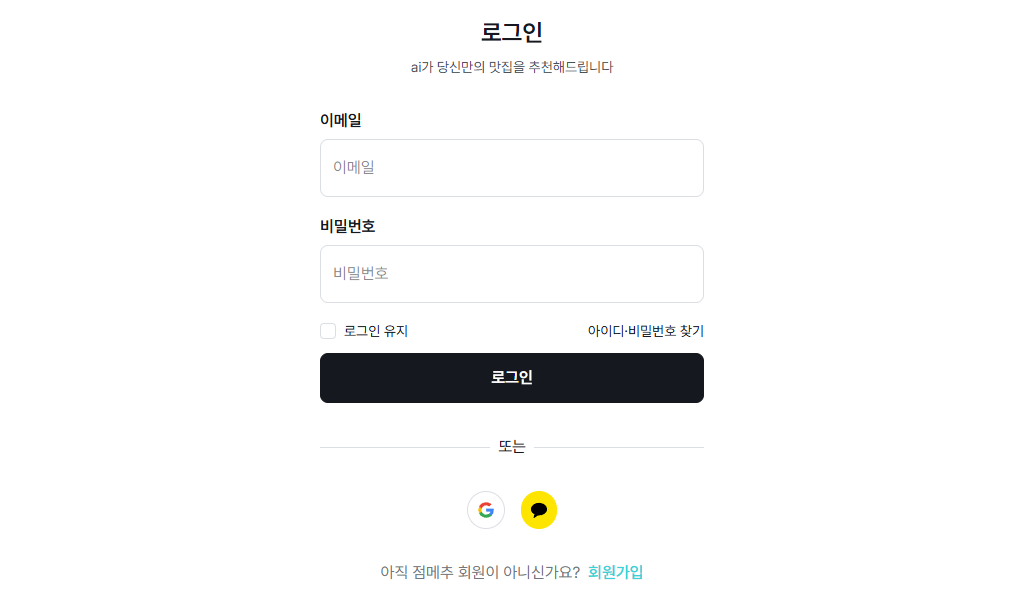 로그인
ai가 당신만의 맛집을 추천해드립니다
이메일
이메일
비밀번호
비밀번호
로그인 유지 아이디·비밀번호 찾기
로그인
또는
아직 점메추 회원이 아니신가요? 회원가입